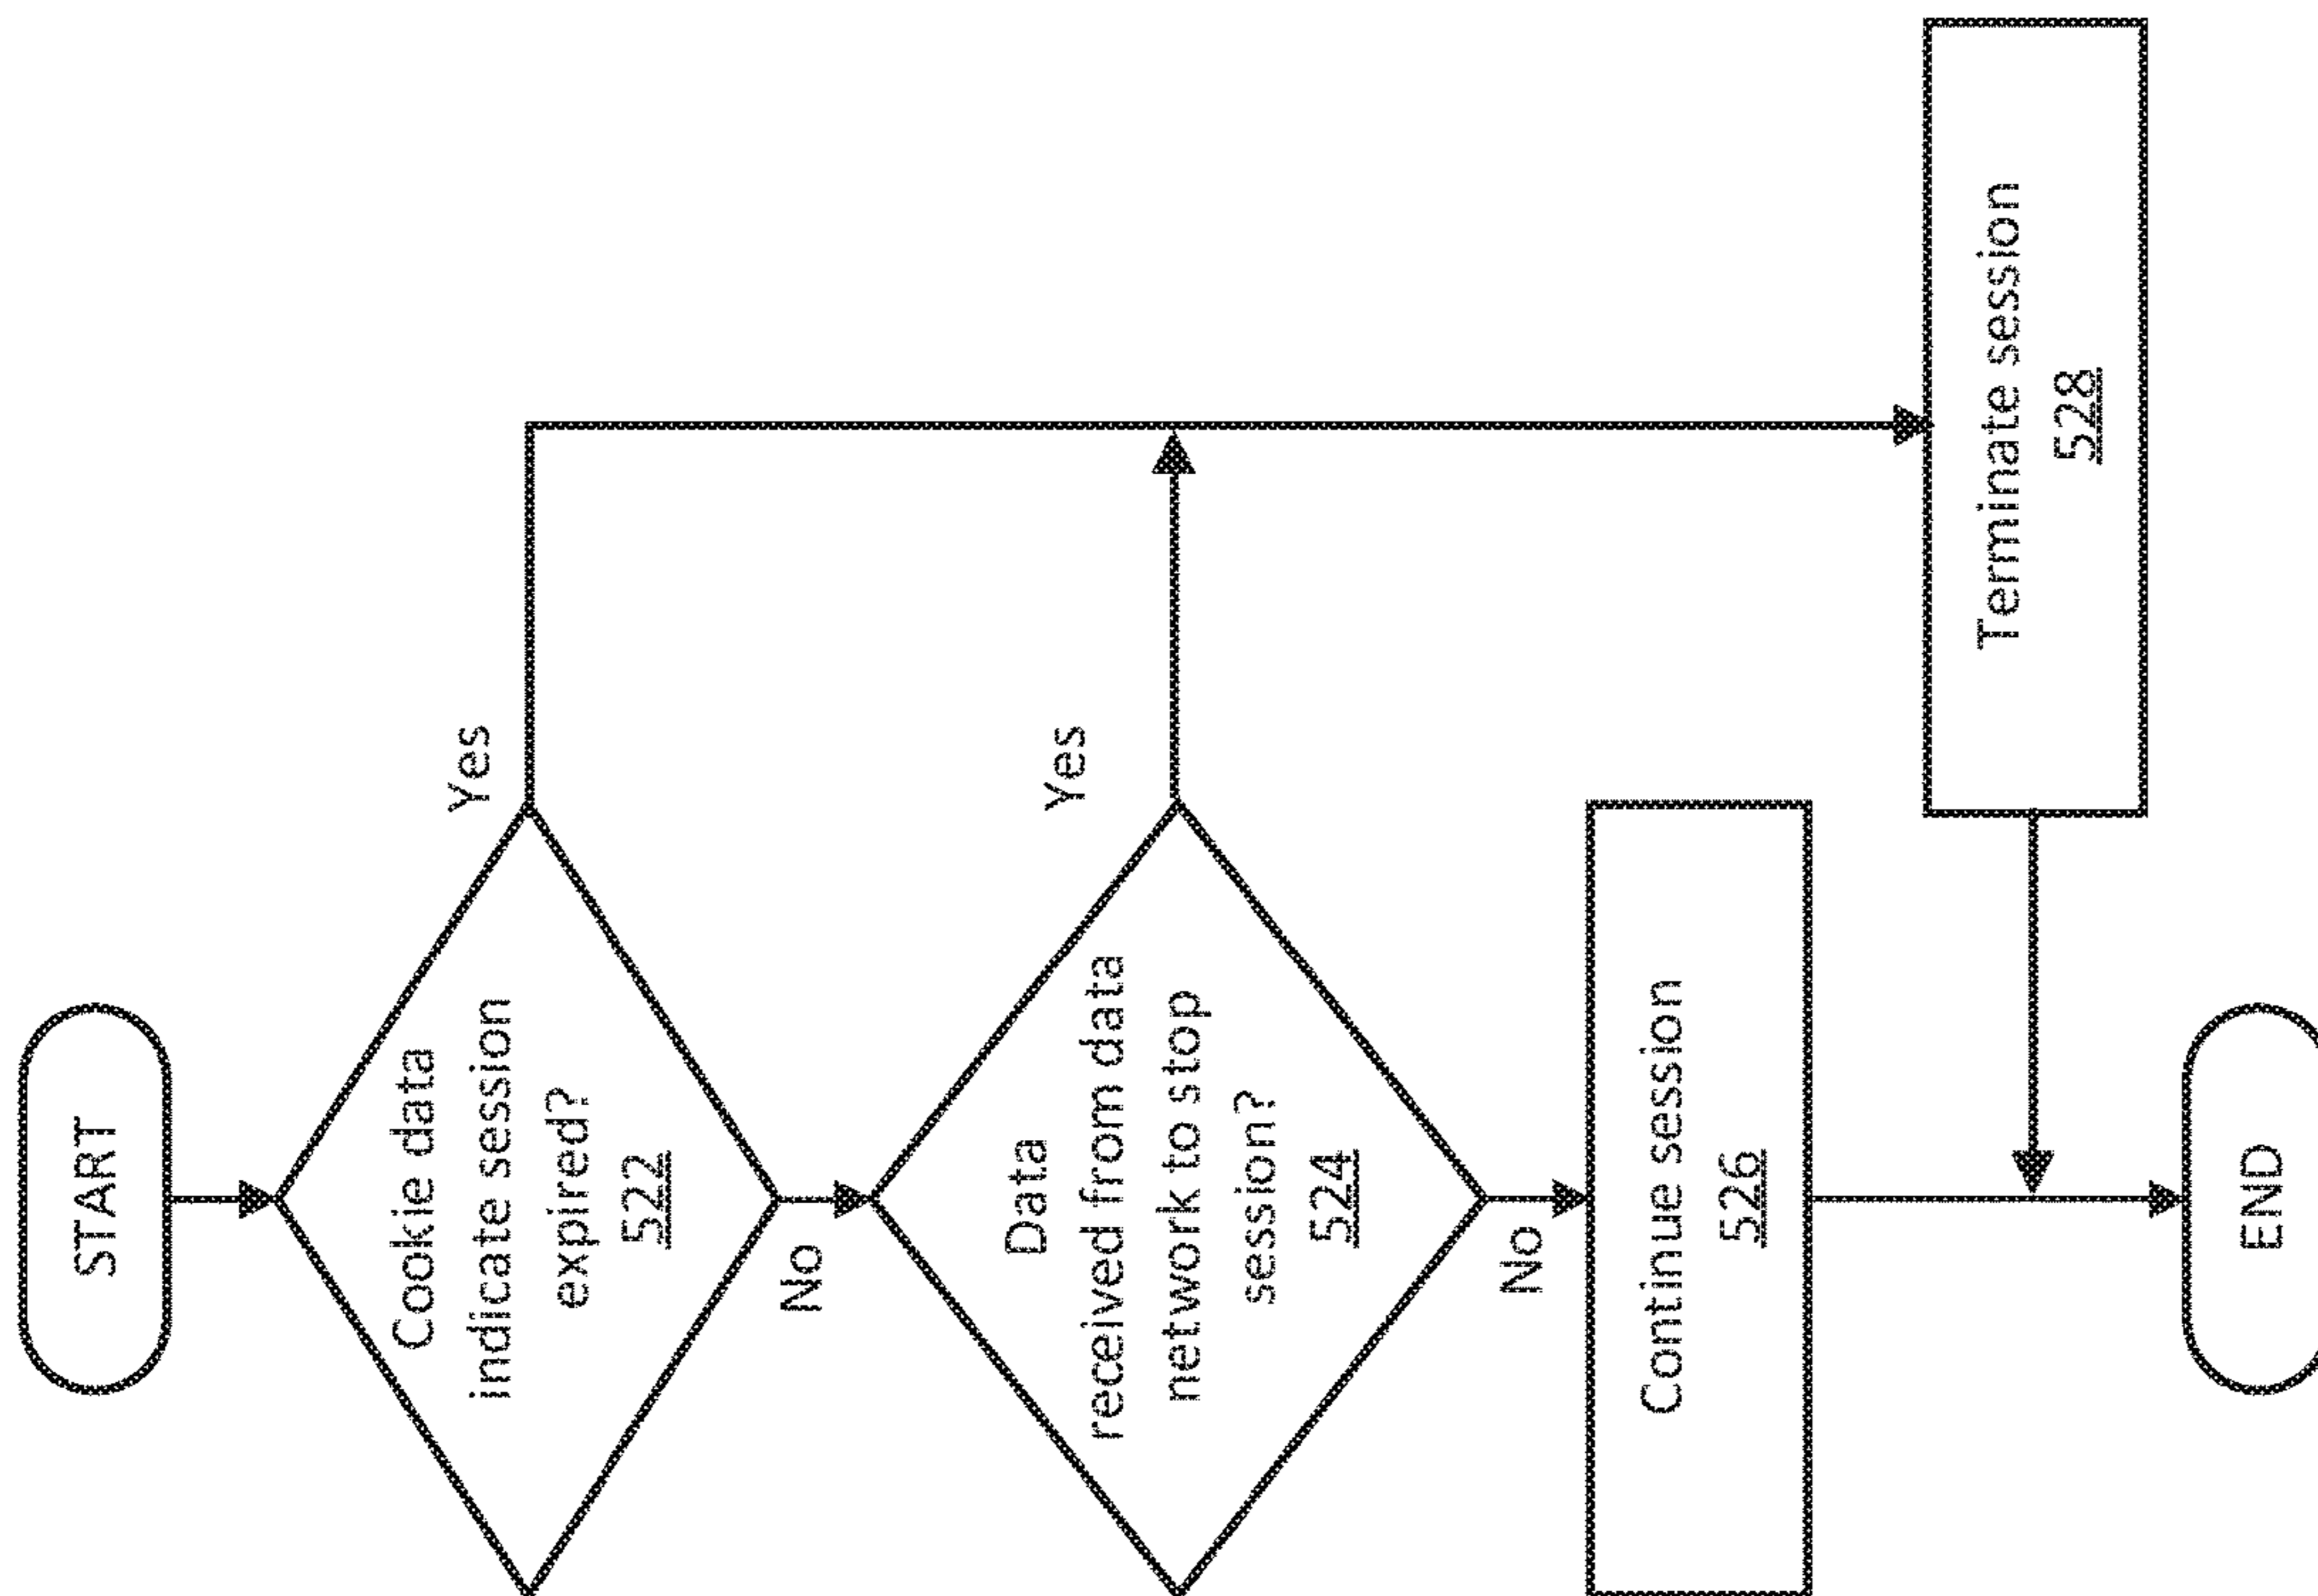 START
Cookie data
indicate session
expired?
522
Yes
No
Data
received from data
network to stop
session?
524
Yes
No
Continue session
526
Terminate session
528
END